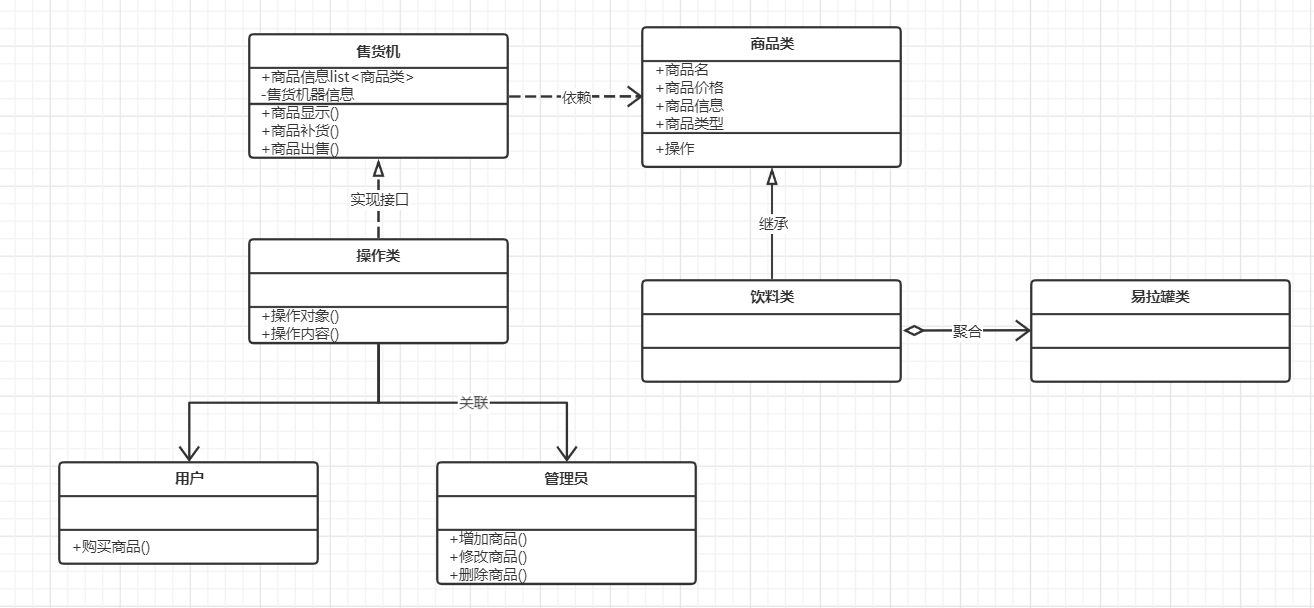 售货机
+商品信息list<商品类>
-售货机器信息
+商品显示()
+商品补货()
+商品出售()
依赖
商品类
+商品名
+商品价格
+商品信息
+商品类型
+操作
实现接口
继承
操作类
+操作对象()
+操作内容()
饮料类
聚合
易拉罐类
关联
用户
+购买商品()
管理员
+增加商品()
+修改商品()
+删除商品()